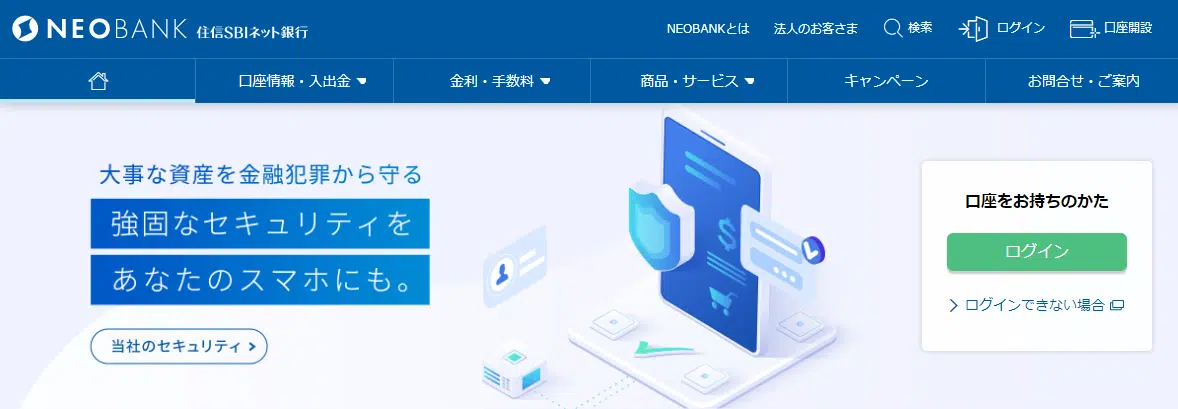 NEOBANK 住信SBIネット銀行
NEOBANKとは 法人のお客さま 検索 ログイン 口座開設
口座情報・入出金 金利・手数料 商品・サービス キャンペーン お問合せ・ご案内
大事な資産を金融犯罪から守る
強固なセキュリティを
あなたのスマホにも。
当社のセキュリティ
口座をお持ちのかた
ログイン
ログインできない場合